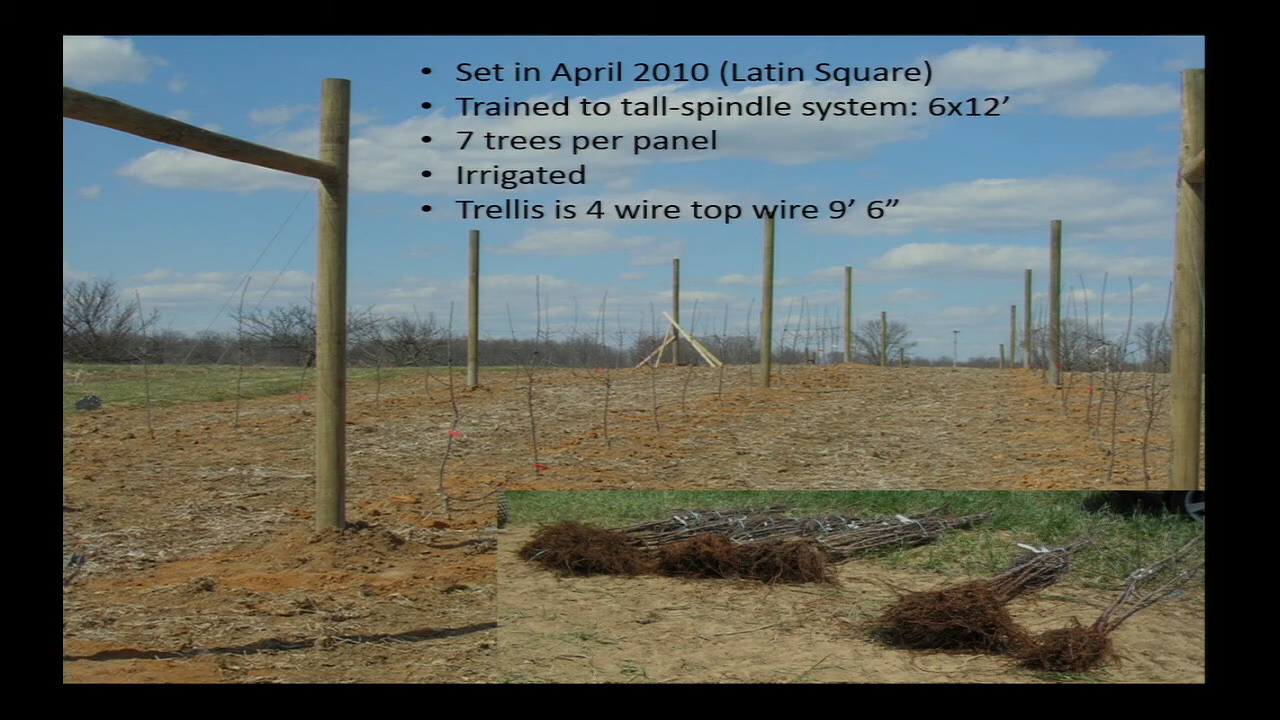 • Set in April 2010 (Latin Square)
• Trained to tall-spindle system: 6x12’
• 7 trees per panel
• Irrigated
• Trellis is 4 wire top wire 9’ 6”